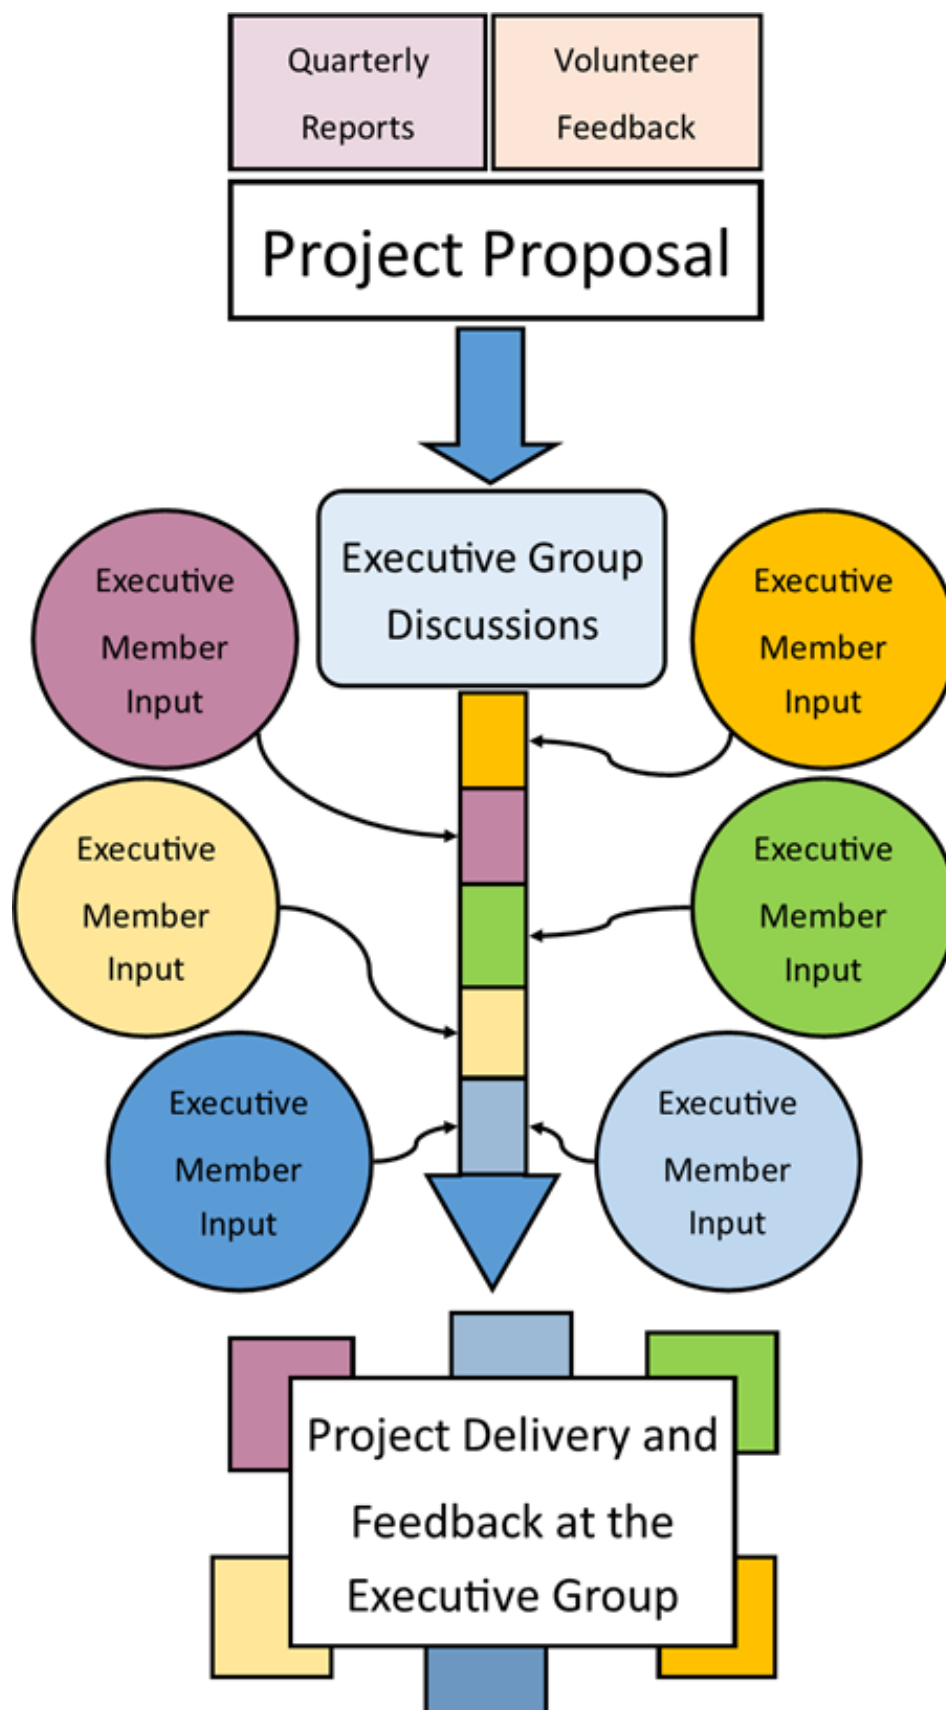 Quarterly
Reports
Volunteer
Feedback
Project Proposal
Executive Group
Discussions
Executive
Member
Input
Executive
Member
Input
Executive
Member
Input
Executive
Member
Input
Executive
Member
Input
Executive
Member
Input
Project Delivery and
Feedback at the
Executive Group